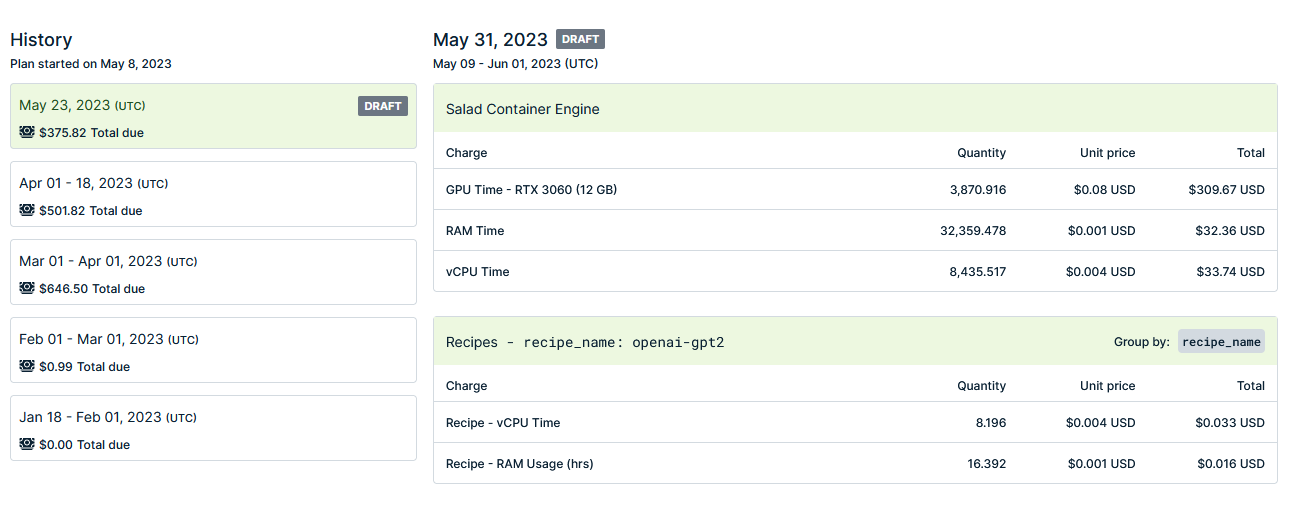 History
Plan started on May 8, 2023
May 23, 2023 (UTC) DRAFT
$375.82 Total due
Apr 01 - 18, 2023 (UTC)
$501.82 Total due
Mar 01 - Apr 01, 2023 (UTC)
$646.50 Total due
Feb 01 - Mar 01, 2023 (UTC)
$0.99 Total due
Jan 18 - Feb 01, 2023 (UTC)
$0.00 Total due
May 31, 2023 DRAFT
May 09 - Jun 01, 2023 (UTC)
Salad Container Engine
Charge Quantity Unit price Total
GPU Time - RTX 3060 (12 GB) 3,870.916 $0.08 USD $309.67 USD
RAM Time 32,359.478 $0.001 USD $32.36 USD
vCPU Time 8,435.517 $0.004 USD $33.74 USD
Recipes - recipe_name: openai-gpt2 Group by: recipe_name
Charge Quantity Unit price Total
Recipe - vCPU Time 8.196 $0.004 USD $0.033 USD
Recipe - RAM Usage (hrs) 16.392 $0.001 USD $0.016 USD